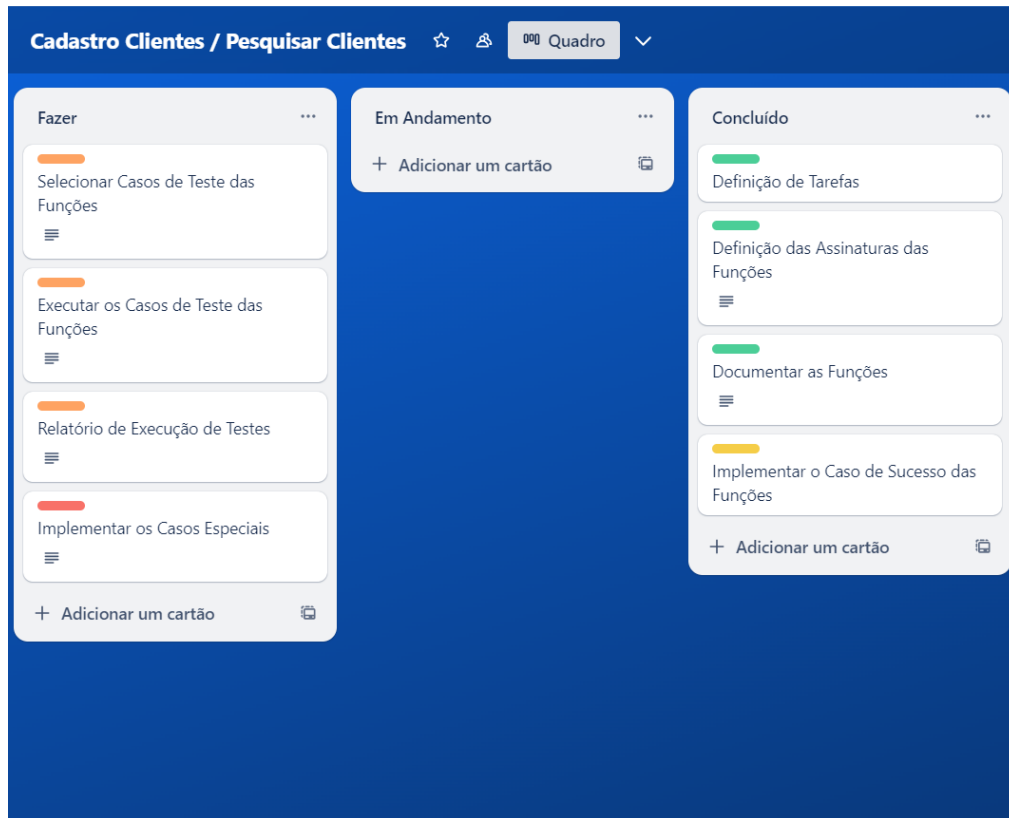 Cadastro Clientes / Pesquisar Clientes
Quadro
Fazer
Selecionar Casos de Teste das
Funções
Executar os Casos de Teste das
Funções
Relatório de Execução de Testes
Implementar os Casos Especiais
+ Adicionar um cartão
Em Andamento
+ Adicionar um cartão
Concluído
Definição de Tarefas
Definição das Assinaturas das
Funções
Documentar as Funções
Implementar o Caso de Sucesso das
Funções
+ Adicionar um cartão